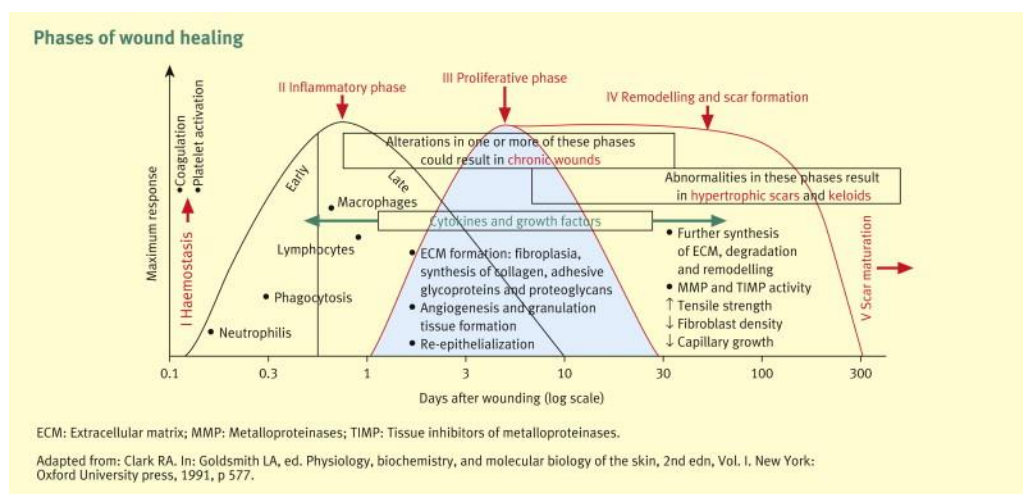 Phases of wound healing
III Proliferative phase
II Inflammatory phase
IV Remodelling and scar formation
Maximum response
•Coagulation
•Platelet activation
I Haemostasis
Early
Late
Alterations in one or more of these phases
could result in chronic wounds
Abnormalities in these phases result
in hypertrophic scars and keloids
• Macrophages
Cytokines and growth factors
Lymphocytes •
• Phagocytosis
• Neutrophilis
• ECM formation: fibroplasia,
synthesis of collagen, adhesive
glycoproteins and proteoglycans
• Angiogenesis and granulation
tissue formation
• Re-epithelialization
• Further synthesis
of ECM, degradation
and remodelling
• MMP and TIMP activity
↑ Tensile strength
↓ Fibroblast density
↓ Capillary growth
V Scar maturation
0.1 0.3 1 3 10 30 100 300
Days after wounding (log scale)
ECM: Extracellular matrix; MMP: Metalloproteinases; TIMP: Tissue inhibitors of metalloproteinases.
Adapted from: Clark RA. In: Goldsmith LA, ed. Physiology, biochemistry, and molecular biology of the skin, 2nd edn, Vol. I. New York:
Oxford University press, 1991, p 577.